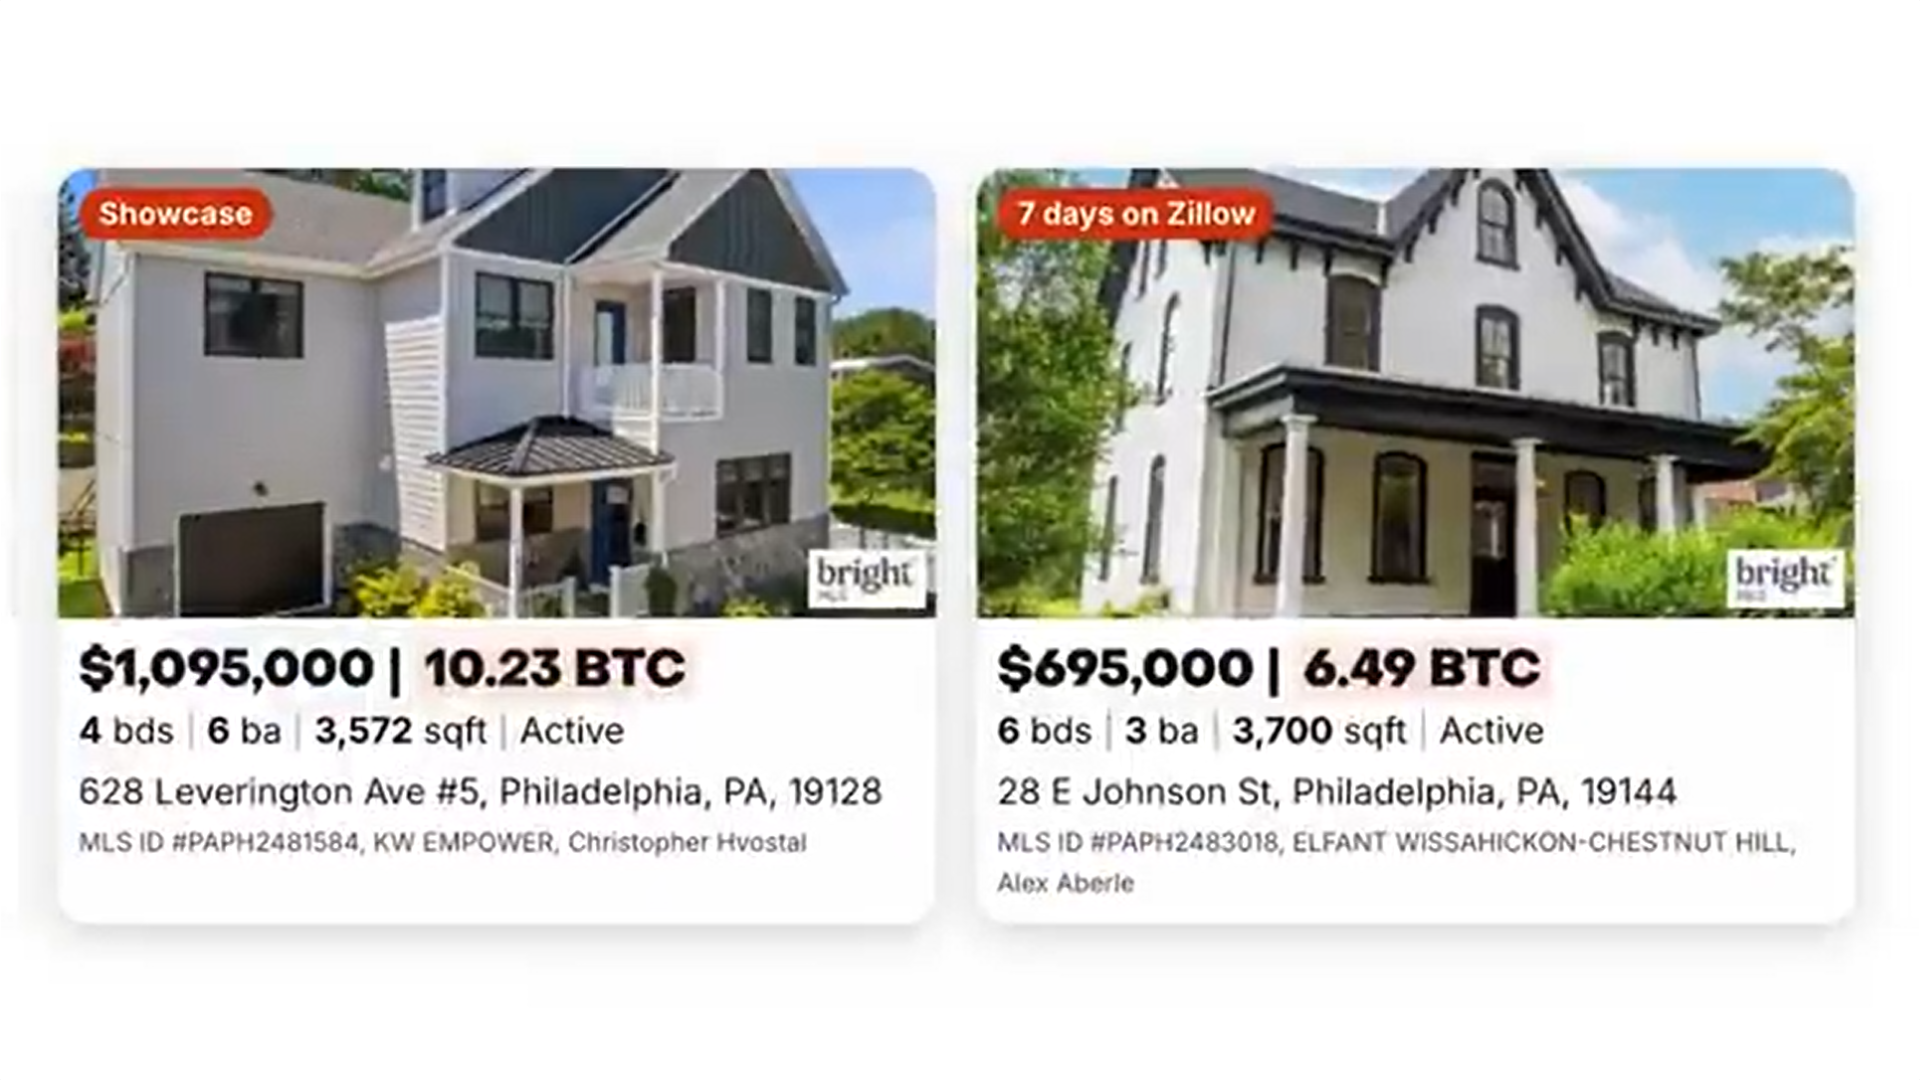 Showcase
bright
MLS
$1,095,000 | 10.23 BTC
4 bds | 6 ba | 3,572 sqft | Active
628 Leverington Ave #5, Philadelphia, PA, 19128
MLS ID #PAPH2481584, KW EMPOWER, Christopher Hvostal
7 days on Zillow
bright
MLS
$695,000 | 6.49 BTC
6 bds | 3 ba | 3,700 sqft | Active
28 E Johnson St, Philadelphia, PA, 19144
MLS ID #PAPH2483018, ELFANT WISSAHICKON-CHESTNUT HILL,
Alex Aberle